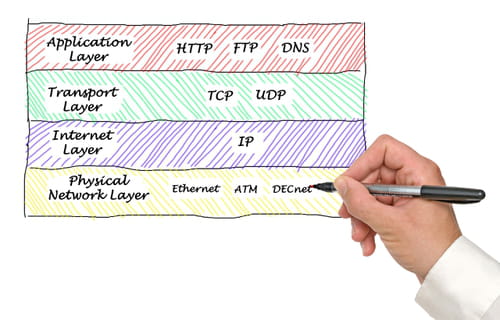 Application
Layer
HTTP FTP DNS
Transport
Layer
TCP UDP
Internet
Layer
IP
Physical
Network Layer
Ethernet ATM DECnet